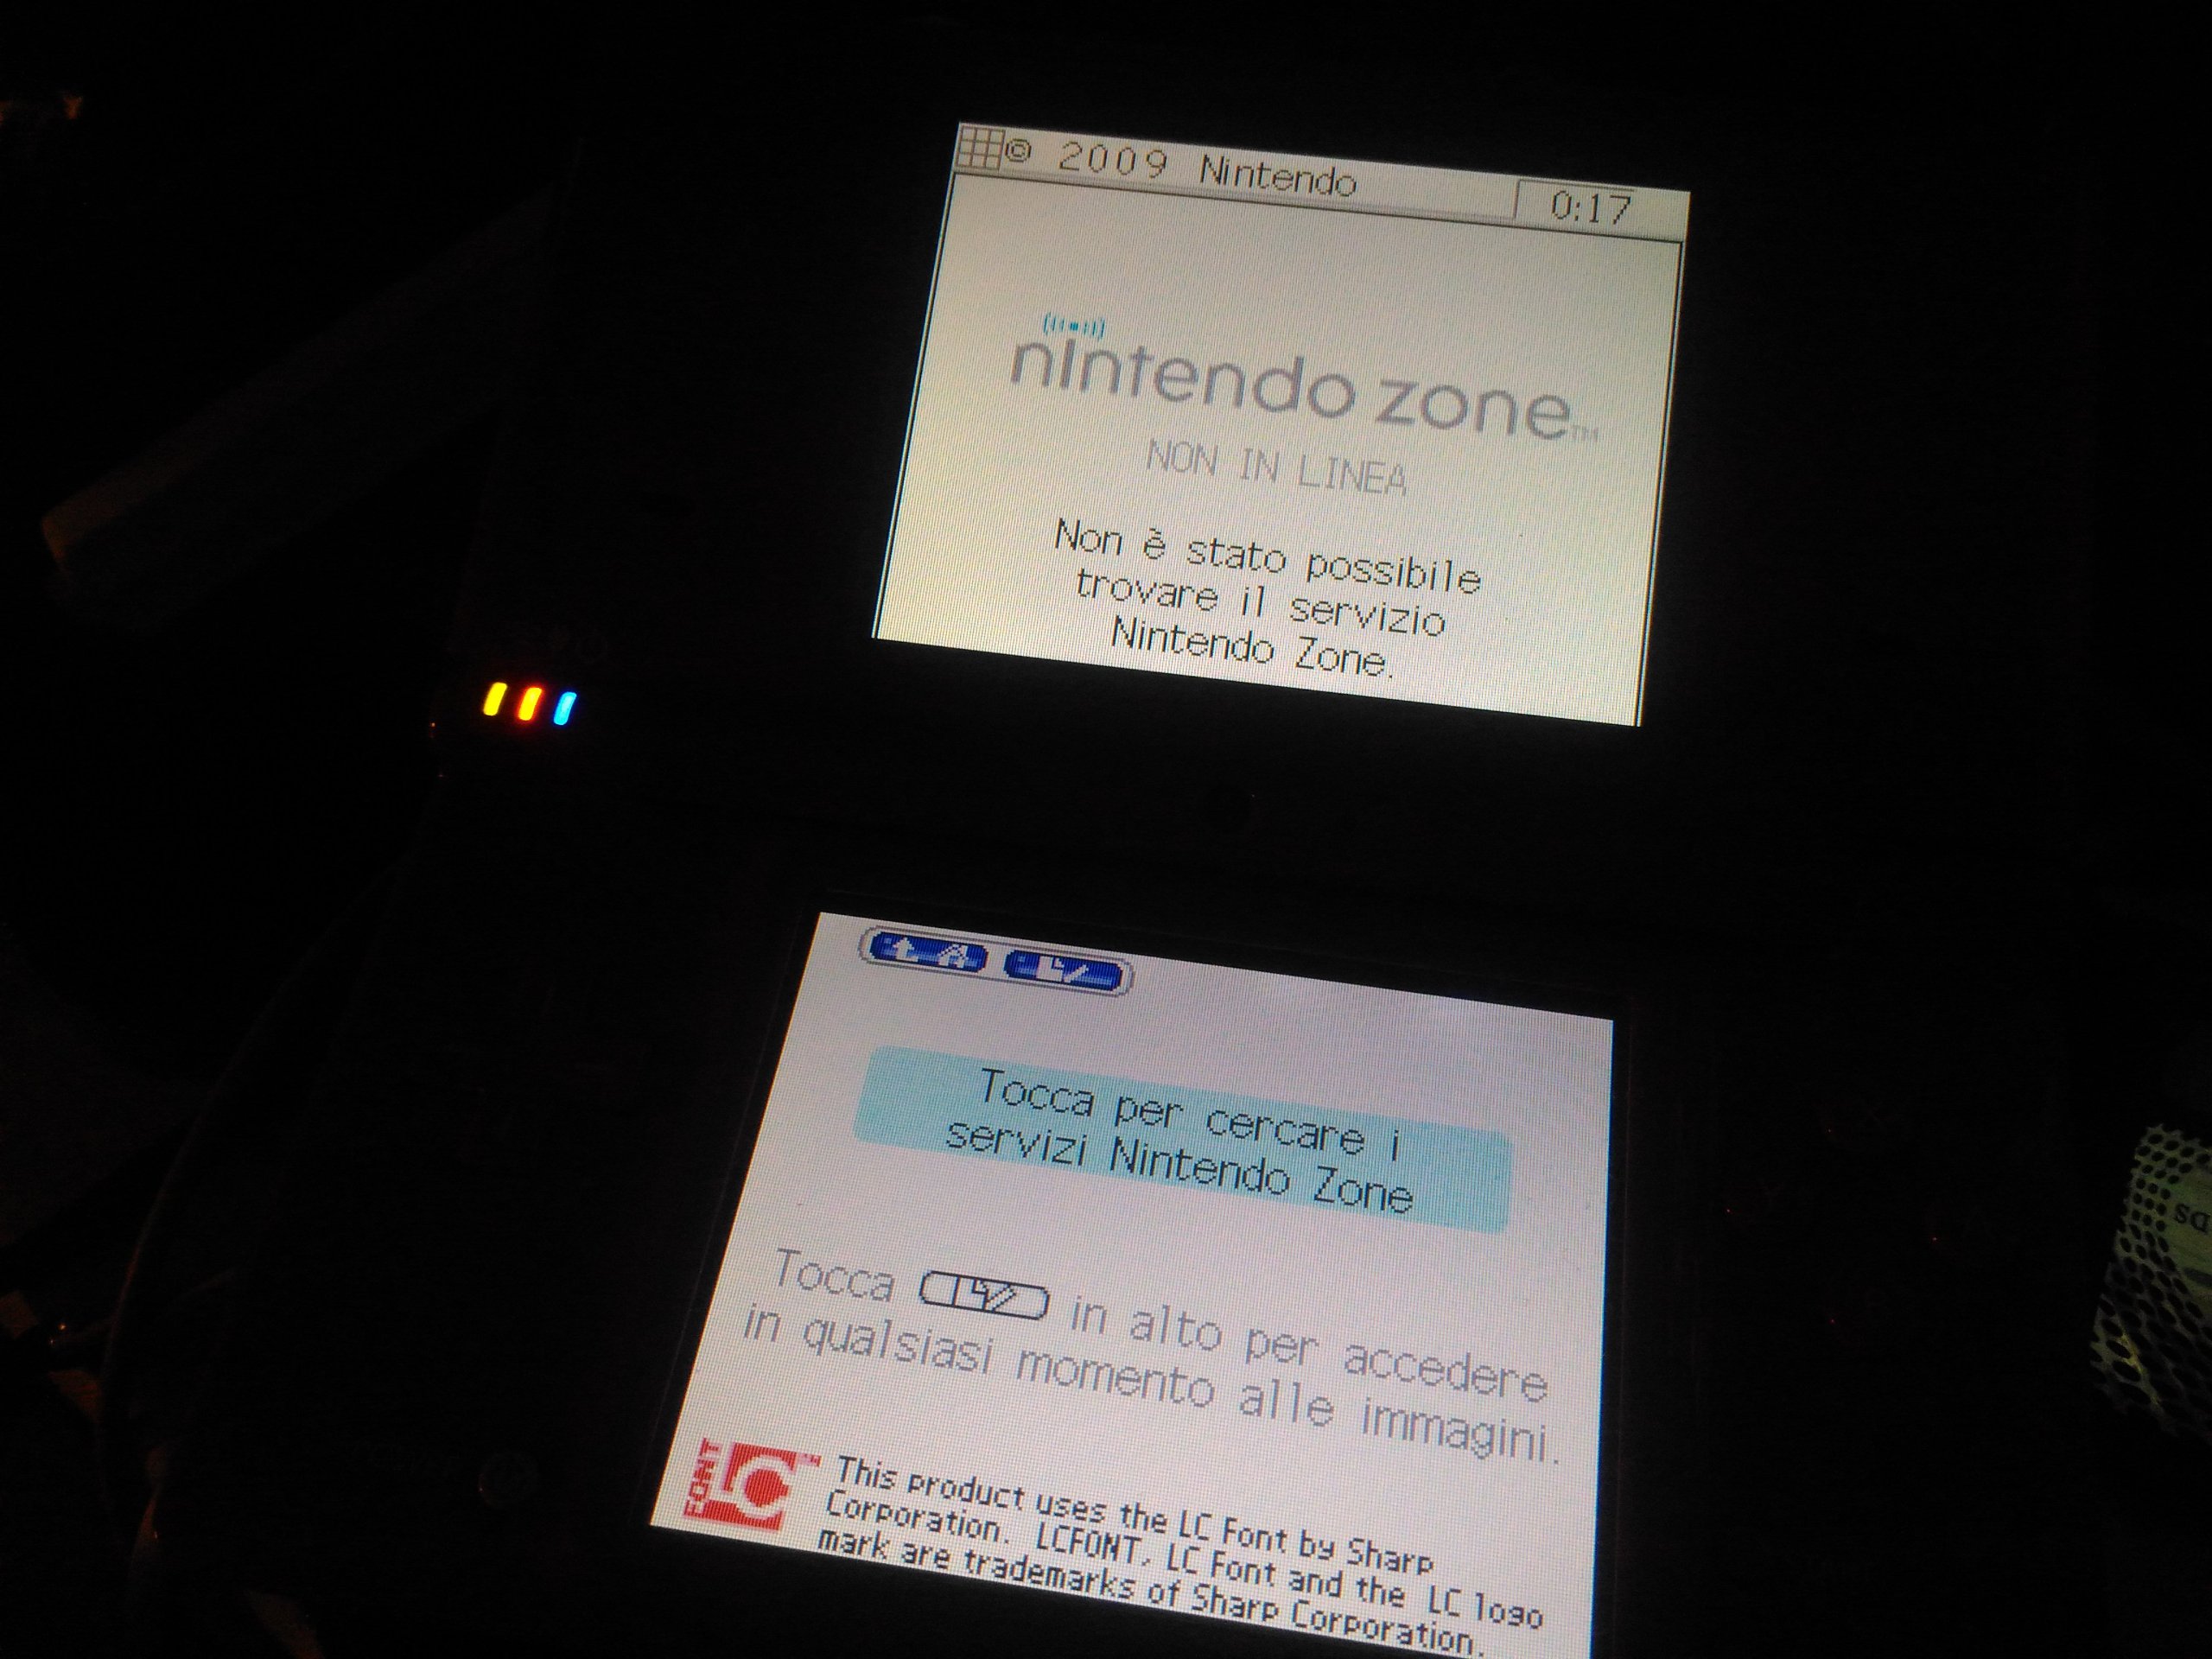 © 2009 Nintendo
0:17
nintendo zone™
NON IN LINEA
Non è stato possibile
trovare il servizio
Nintendo Zone.
Tocca per cercare i
servizi Nintendo Zone
Tocca in alto per accedere
in qualsiasi momento alle immagini.
FONT LC™
This product uses the LC Font by Sharp
Corporation. LCFONT, LC Font and the LC logo
mark are trademarks of Sharp Corporation.